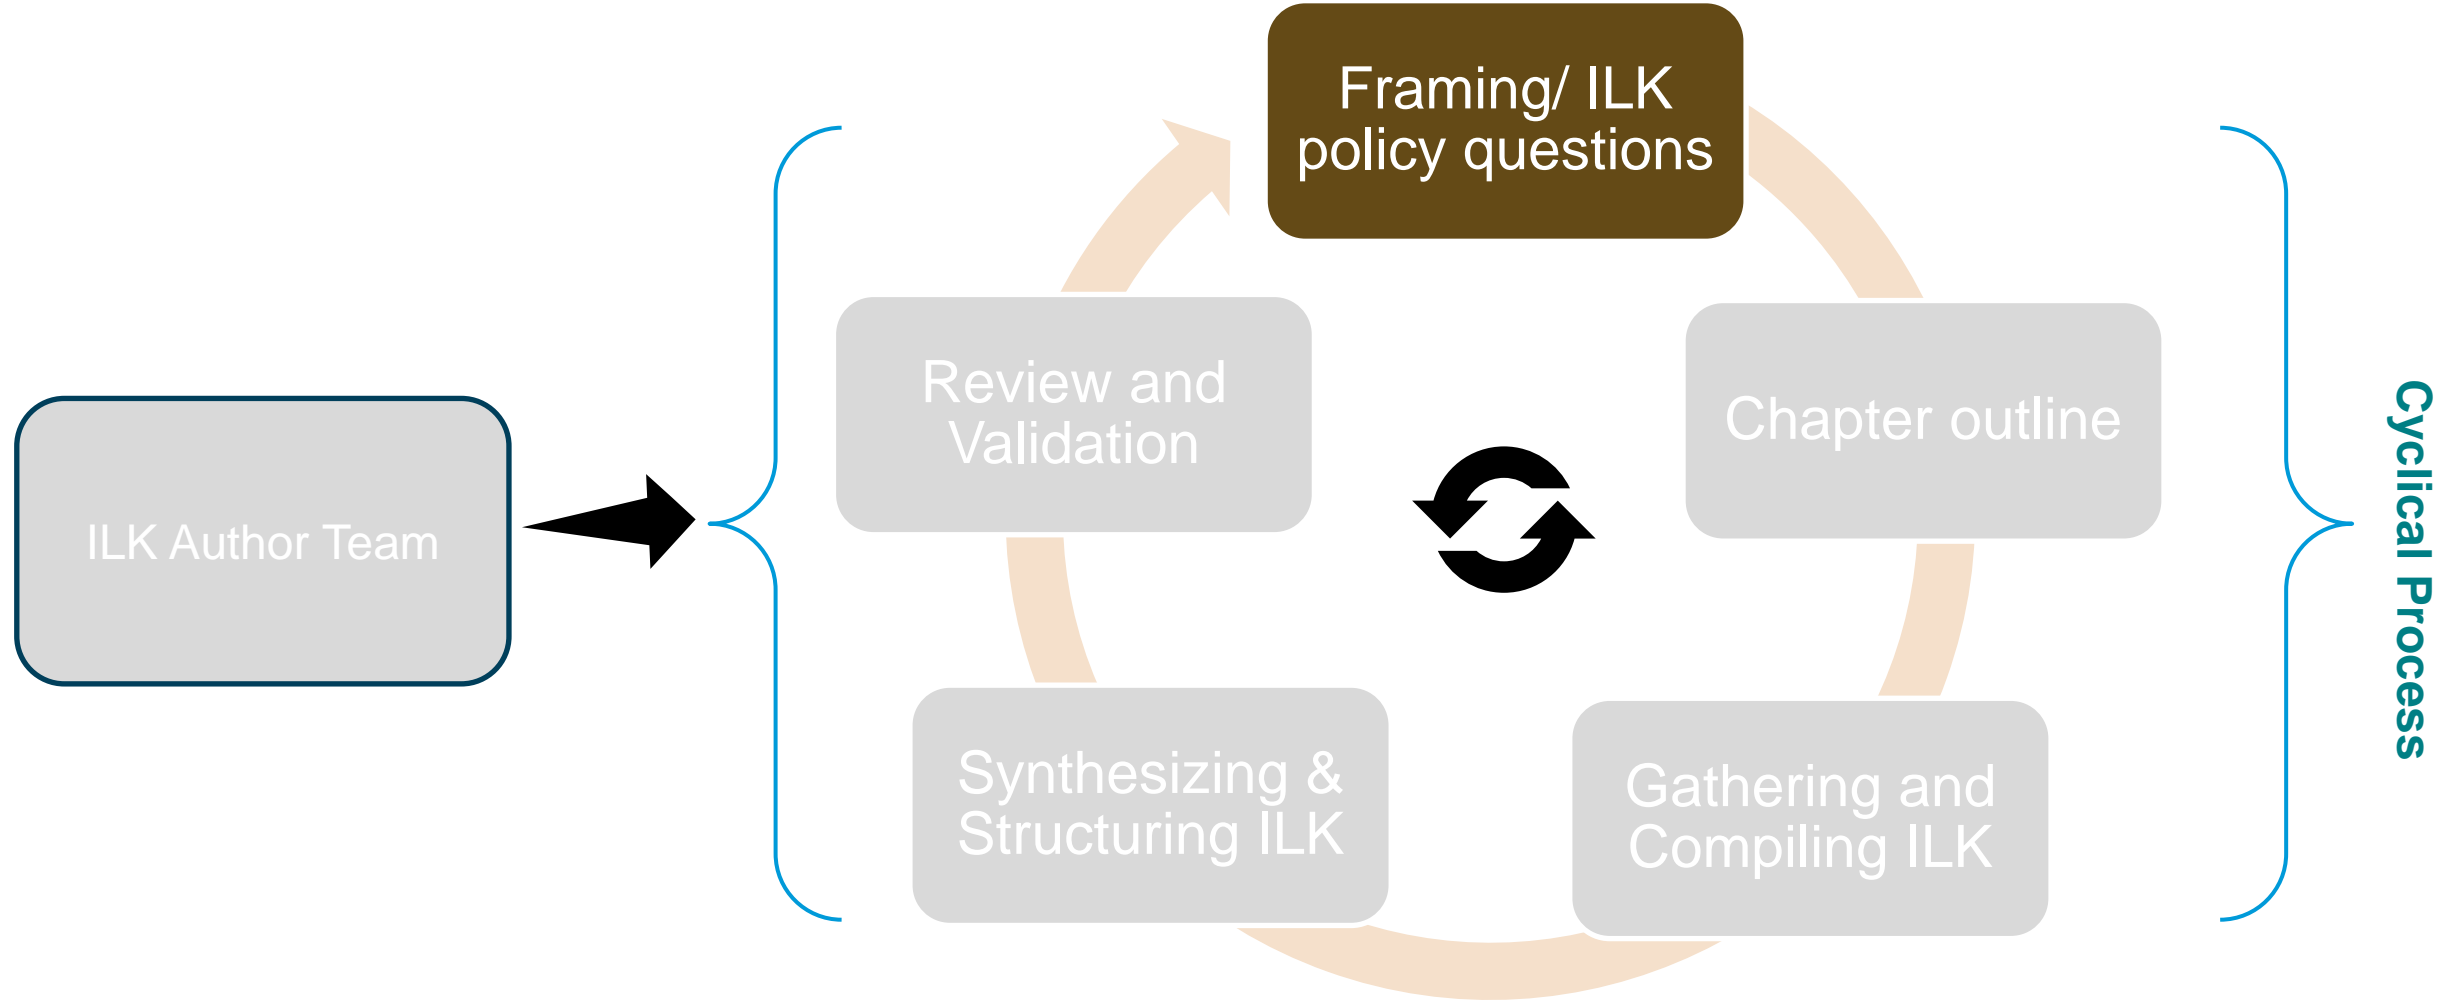 Framing/ ILK
policy questions
Review and
Validation
Chapter outline
ILK Author Team
Synthesizing &
Structuring ILK
Gathering and
Compiling ILK
Cyclical Process